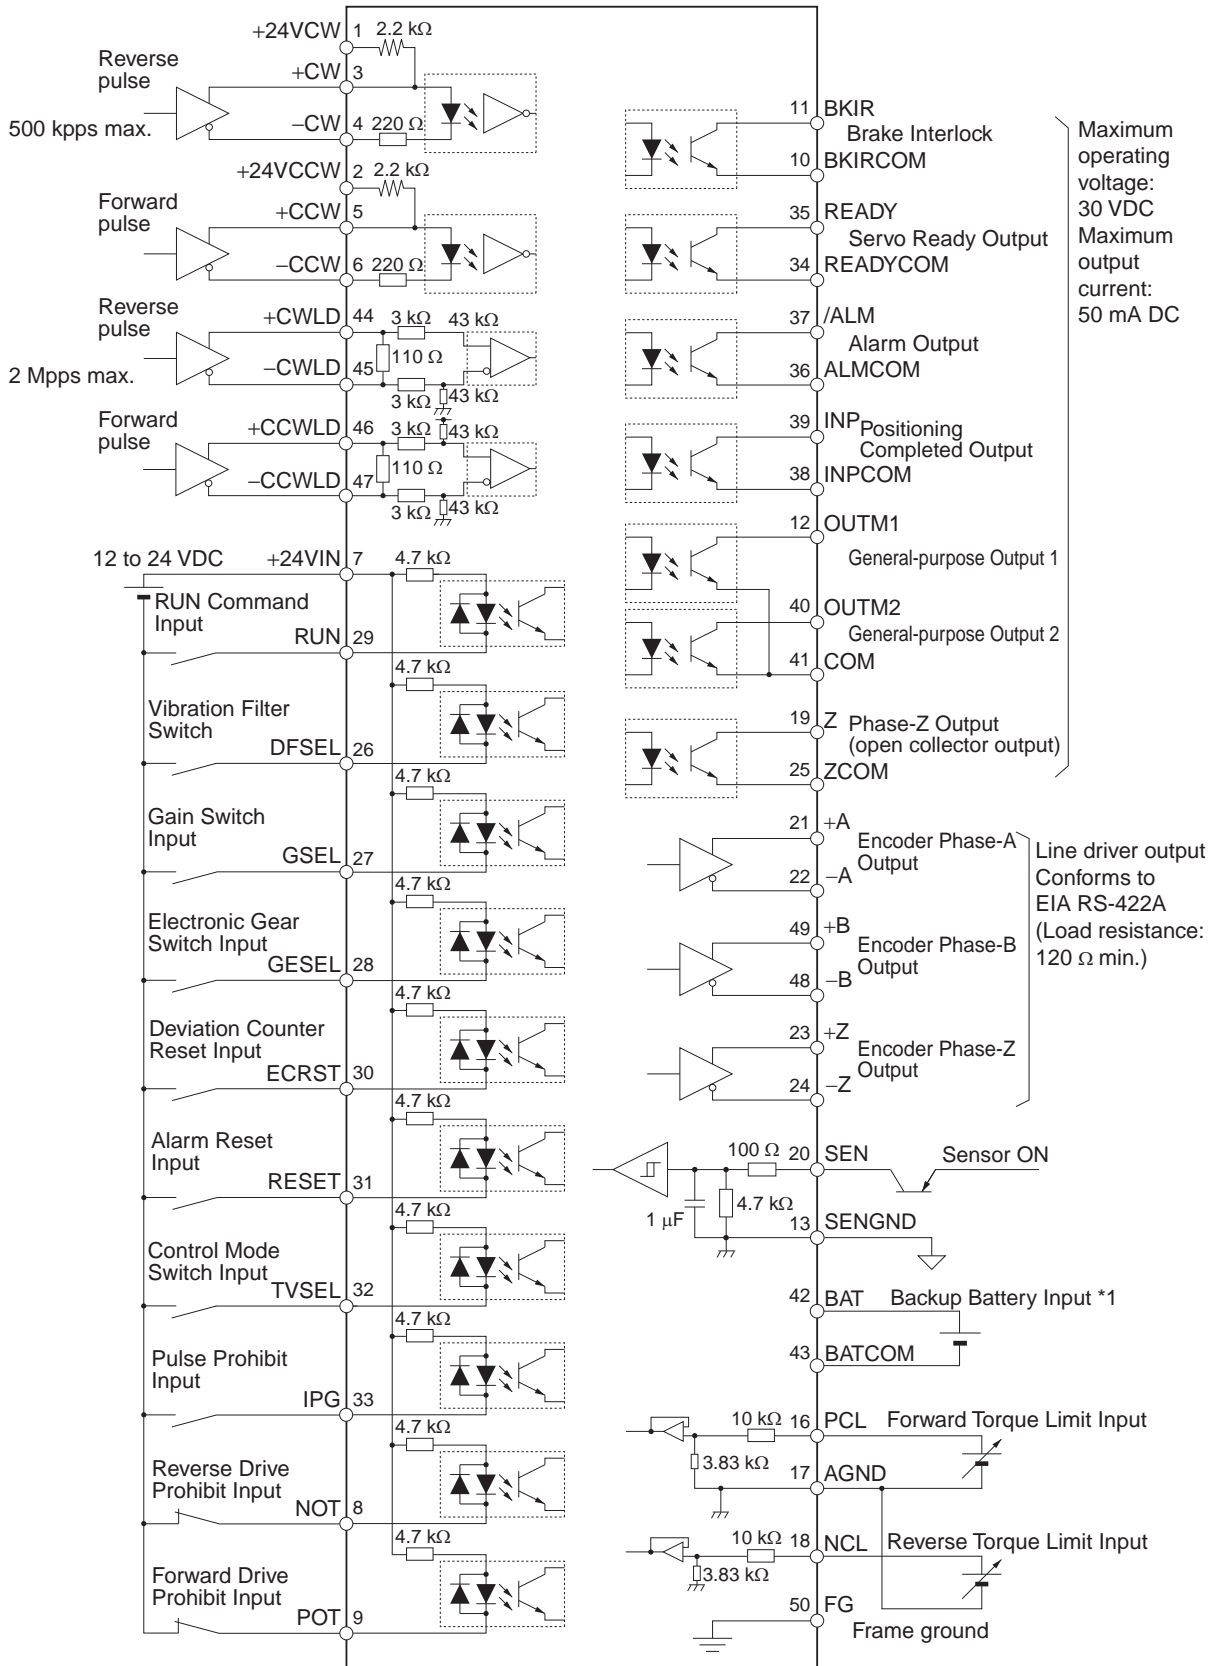 +24VCW 1 2.2 kΩ
Reverse
pulse
+CW 3
500 kpps max.
−CW 4 220 Ω
+24VCCW 2 2.2 kΩ
Forward
pulse
+CCW 5
−CCW 6 220 Ω
Reverse
pulse
+CWLD 44 3 kΩ 43 kΩ
110 Ω
2 Mpps max.
−CWLD 45
3 kΩ 43 kΩ
Forward
pulse
+CCWLD 46 3 kΩ 43 kΩ
110 Ω
−CCWLD 47
3 kΩ 43 kΩ
12 to 24 VDC +24VIN 7 4.7 kΩ
RUN Command
Input
RUN 29
4.7 kΩ
Vibration Filter
Switch
DFSEL 26
4.7 kΩ
Gain Switch
Input
GSEL 27
4.7 kΩ
Electronic Gear
Switch Input
GESEL 28
4.7 kΩ
Deviation Counter
Reset Input
ECRST 30
4.7 kΩ
Alarm Reset
Input
RESET 31
4.7 kΩ
Control Mode
Switch Input
TVSEL 32
4.7 kΩ
Pulse Prohibit
Input
IPG 33
4.7 kΩ
Reverse Drive
Prohibit Input
NOT 8
4.7 kΩ
Forward Drive
Prohibit Input
POT 9
11 BKIR
Brake Interlock
10 BKIRCOM
35 READY
Servo Ready Output
34 READYCOM
37 /ALM
Alarm Output
36 ALMCOM
39 INP
Positioning
Completed Output
38 INPCOM
12 OUTM1
General-purpose Output 1
40 OUTM2
General-purpose Output 2
41 COM
19 Z Phase-Z Output
(open collector output)
25 ZCOM
Maximum
operating
voltage:
30 VDC
Maximum
output
current:
50 mA DC
21 +A
Encoder Phase-A
Output
22 −A
49 +B
Encoder Phase-B
Output
48 −B
23 +Z
Encoder Phase-Z
Output
24 −Z
Line driver output
Conforms to
EIA RS-422A
(Load resistance:
120 Ω min.)
100 Ω 20 SEN Sensor ON
4.7 kΩ
1 μF
13 SENGND
42 BAT Backup Battery Input *1
43 BATCOM
10 kΩ 16 PCL Forward Torque Limit Input
3.83 kΩ
17 AGND
10 kΩ 18 NCL Reverse Torque Limit Input
3.83 kΩ
50 FG
Frame ground